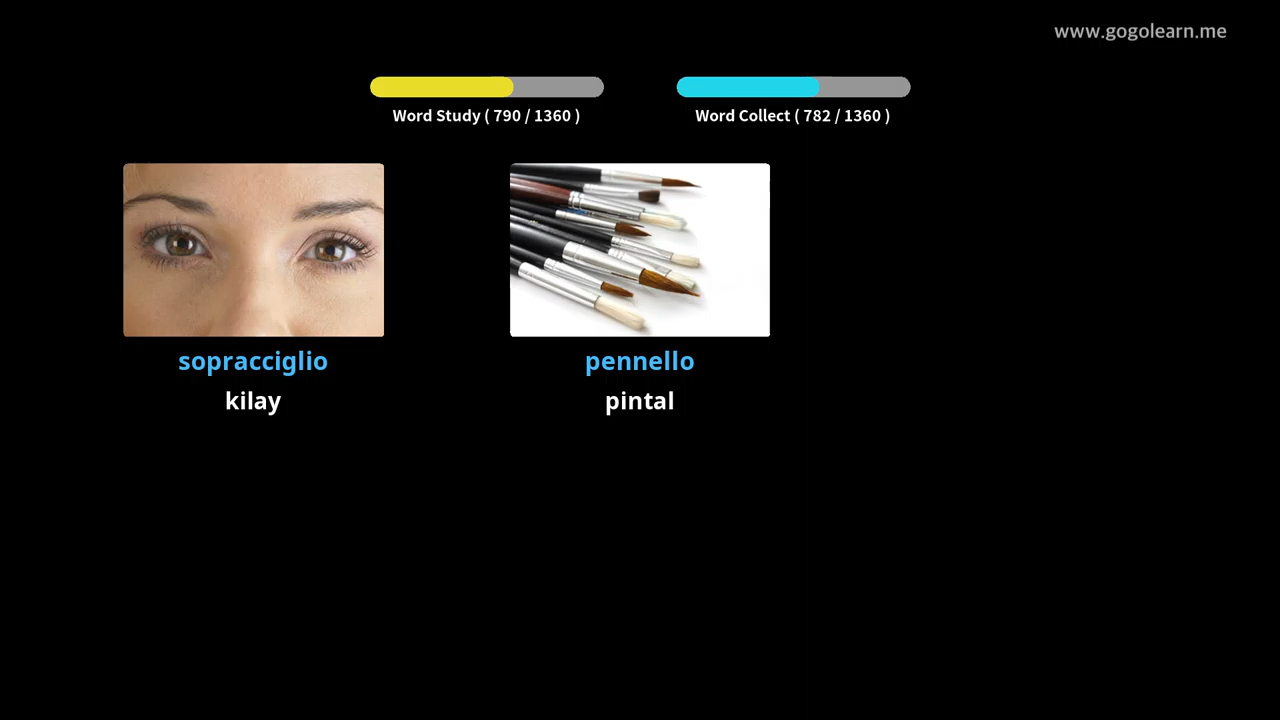 www.gogolearn.me
Word Study ( 790 / 1360 )
Word Collect ( 782 / 1360 )
sopracciglio
kilay
pennello
pintal